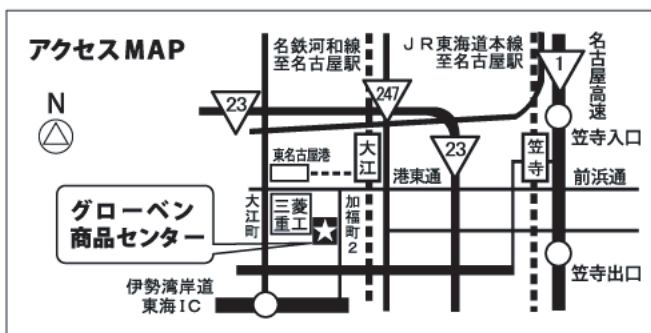 アクセスMAP
N
名鉄河和線
至名古屋駅
JR東海道本線
至名古屋駅
名古屋高速
1
247
23
23
笠寺入口
大江
笠寺
東名古屋港
港東通
前浜通
大江町
三菱
重工
加福町2
グローベン
商品センター
伊勢湾岸道
東海IC
笠寺出口